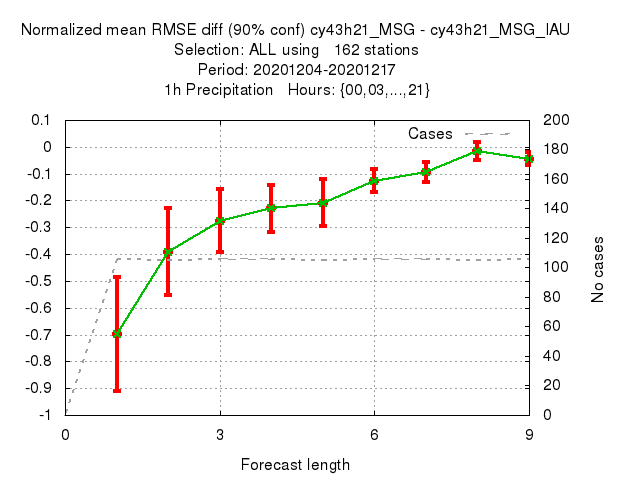 Normalized mean RMSE diff (90% conf) cy43h21_MSG - cy43h21_MSG_IAU
Selection: ALL using   162 stations
Period: 20201204-20201217
1h Precipitation   Hours: {00,03,...,21}
Cases
0.1
0
-0.1
-0.2
-0.3
-0.4
-0.5
-0.6
-0.7
-0.8
-0.9
-1
200
180
160
140
120
100
80
60
40
20
0
No cases
0 3 6 9
Forecast length